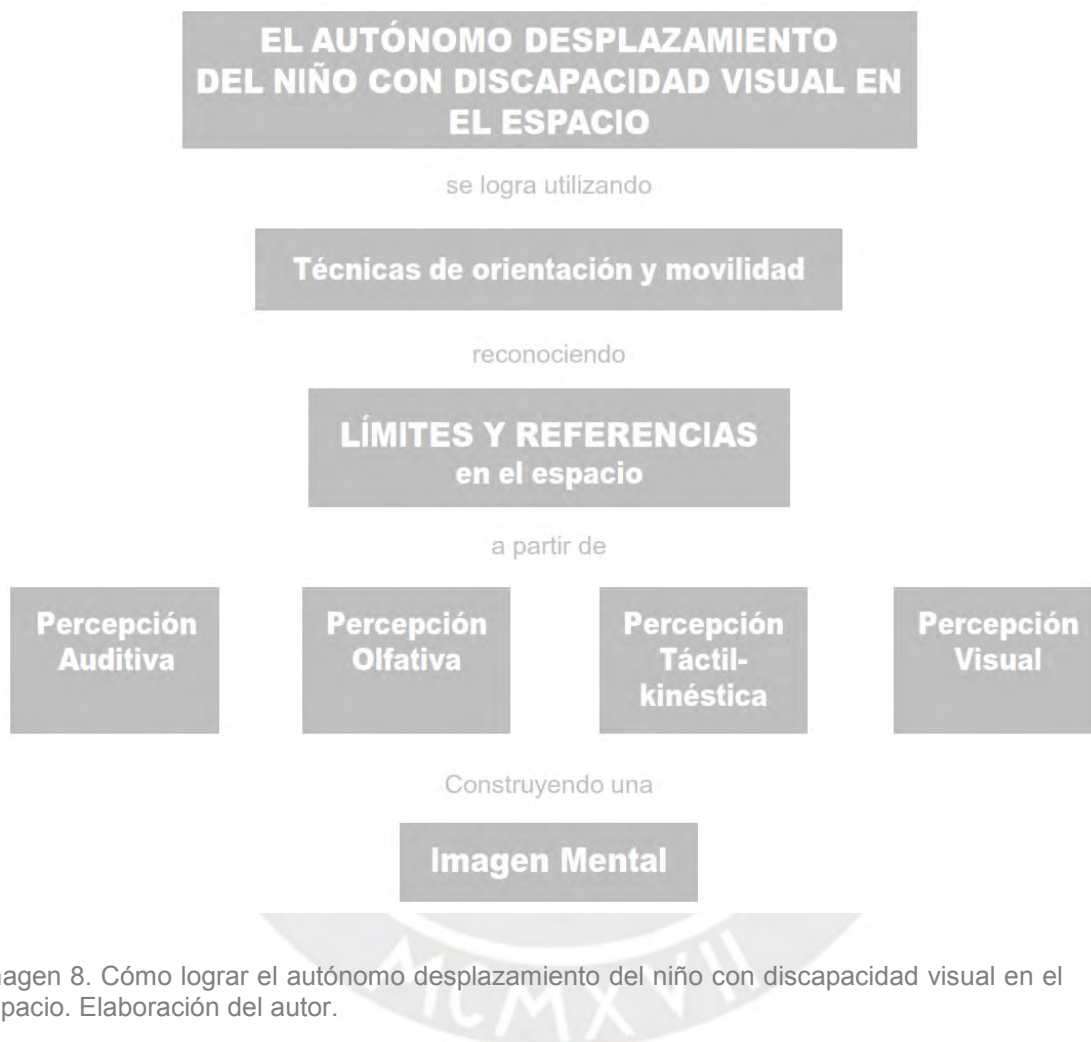 EL AUTÓNOMO DESPLAZAMIENTO
DEL NIÑO CON DISCAPACIDAD VISUAL EN
EL ESPACIO
se logra utilizando
Técnicas de orientación y movilidad
reconociendo
LÍMITES Y REFERENCIAS
en el espacio
a partir de
Percepción
Auditiva
Percepción
Olfativa
Percepción
Táctil-
kinéstica
Percepción
Visual
Construyendo una
Imagen Mental
MCMXVII
magen 8. Cómo lograr el autónomo desplazamiento del niño con discapacidad visual en el
pacio. Elaboración del autor.